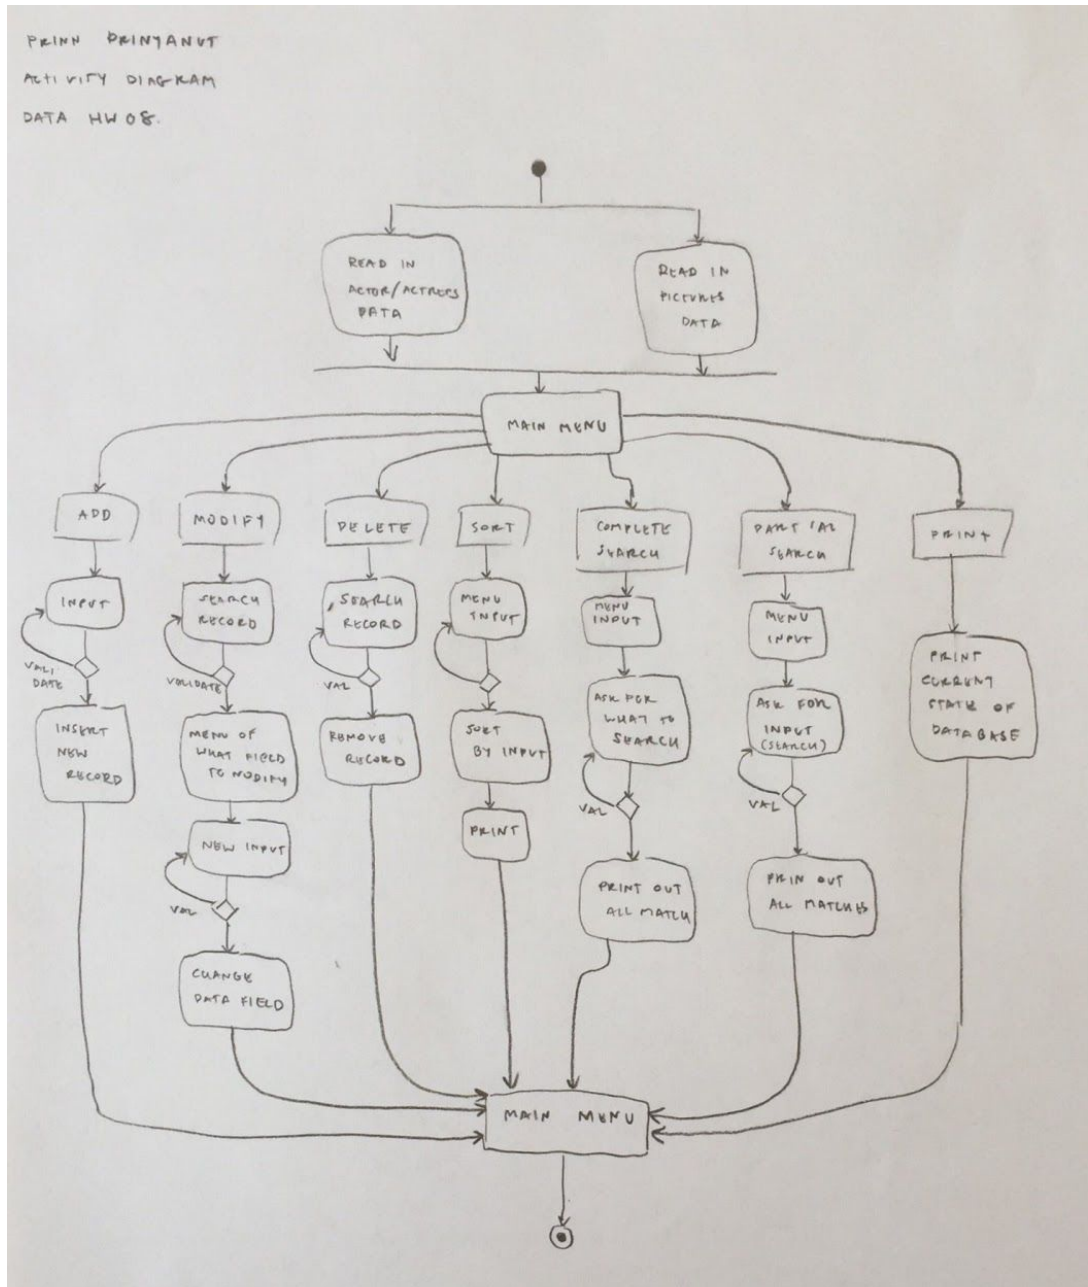 PRINN PRINYANUT
ACTIVITY DIAGRAM
DATA HW 08.
READ IN
ACTOR/ACTRESS
DATA
READ IN
PICTURES
DATA
MAIN MENU
ADD
MODIFY
DELETE
SORT
COMPLETE
SEARCH
PARTIAL
SEARCH
PRINT
INPUT
VALI
DATE
INSERT
NEW
RECORD
SEARCH
RECORD
VALIDATE
MENU OF
WHAT FIELD
TO MODIFY
NEW INPUT
VAL
CHANGE
DATA FIELD
SEARCH
RECORD
VAL
REMOVE
RECORD
MENU
INPUT
SORT
BY INPUT
PRINT
MENU
INPUT
ASK FOR
WHAT TO
SEARCH
VAL
PRINT OUT
ALL MATCH
MENU
INPUT
ASK FOR
INPUT
(SEARCH)
VAL
PRIN OUT
ALL MATCHES
PRINT
CURRENT
STATE OF
DATABASE
MAIN MENU